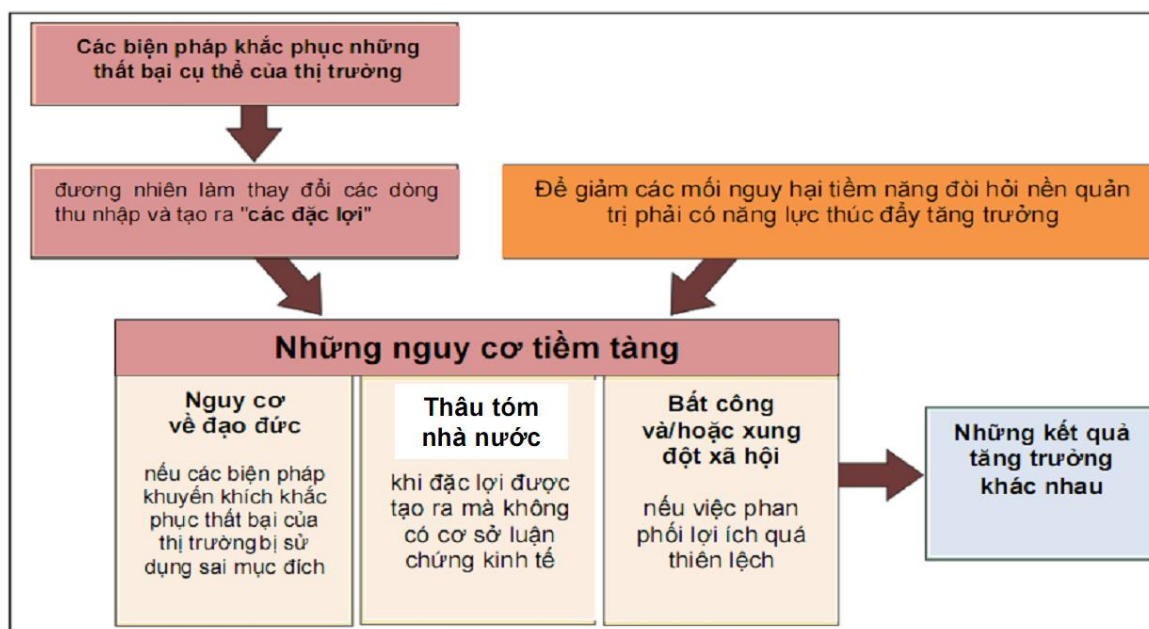 Các biện pháp khắc phục những
thất bại cụ thể của thị trường
đương nhiên làm thay đổi các dòng
thu nhập và tạo ra "các đặc lợi"
Để giảm các mối nguy hại tiềm năng đòi hỏi nền quản
trị phải có năng lực thúc đẩy tăng trưởng
Những nguy cơ tiềm tàng
Nguy cơ
về đạo đức
nếu các biện pháp
khuyến khích khắc
phục thất bại của
thị trường bị sử
dụng sai mục đích
Thâu tóm
nhà nước
khi đặc lợi được
tạo ra mà không
có cơ sở luận
chứng kinh tế
Bất công
và/hoặc xung
đột xã hội
nếu việc phan
phối lợi ích quá
thiên lệch
Những kết quả
tăng trưởng
khác nhau